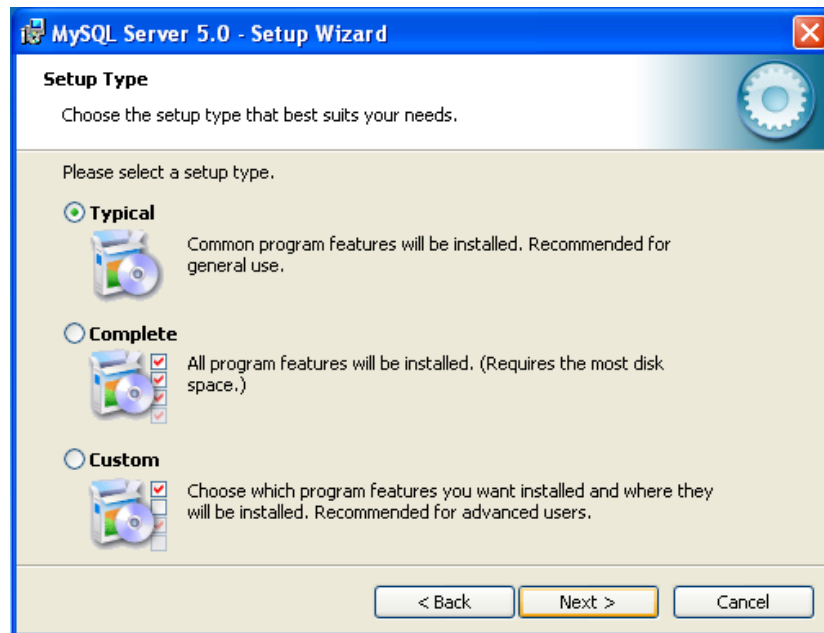 MySQL Server 5.0 - Setup Wizard
Setup Type
Choose the setup type that best suits your needs.
Please select a setup type.
Typical
Common program features will be installed. Recommended for
general use.
Complete
All program features will be installed. (Requires the most disk
space.)
Custom
Choose which program features you want installed and where they
will be installed. Recommended for advanced users.
< Back
Next >
Cancel